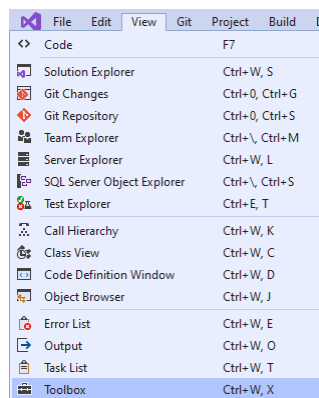 File Edit View Git Project Build
Code F7
Solution Explorer Ctrl+W, S
Git Changes Ctrl+0, Ctrl+G
Git Repository Ctrl+0, Ctrl+S
Team Explorer Ctrl+\, Ctrl+M
Server Explorer Ctrl+W, L
SQL Server Object Explorer Ctrl+\, Ctrl+S
Test Explorer Ctrl+E, T
Call Hierarchy Ctrl+W, K
Class View Ctrl+W, C
Code Definition Window Ctrl+W, D
Object Browser Ctrl+W, J
Error List Ctrl+W, E
Output Ctrl+W, O
Task List Ctrl+W, T
Toolbox Ctrl+W, X